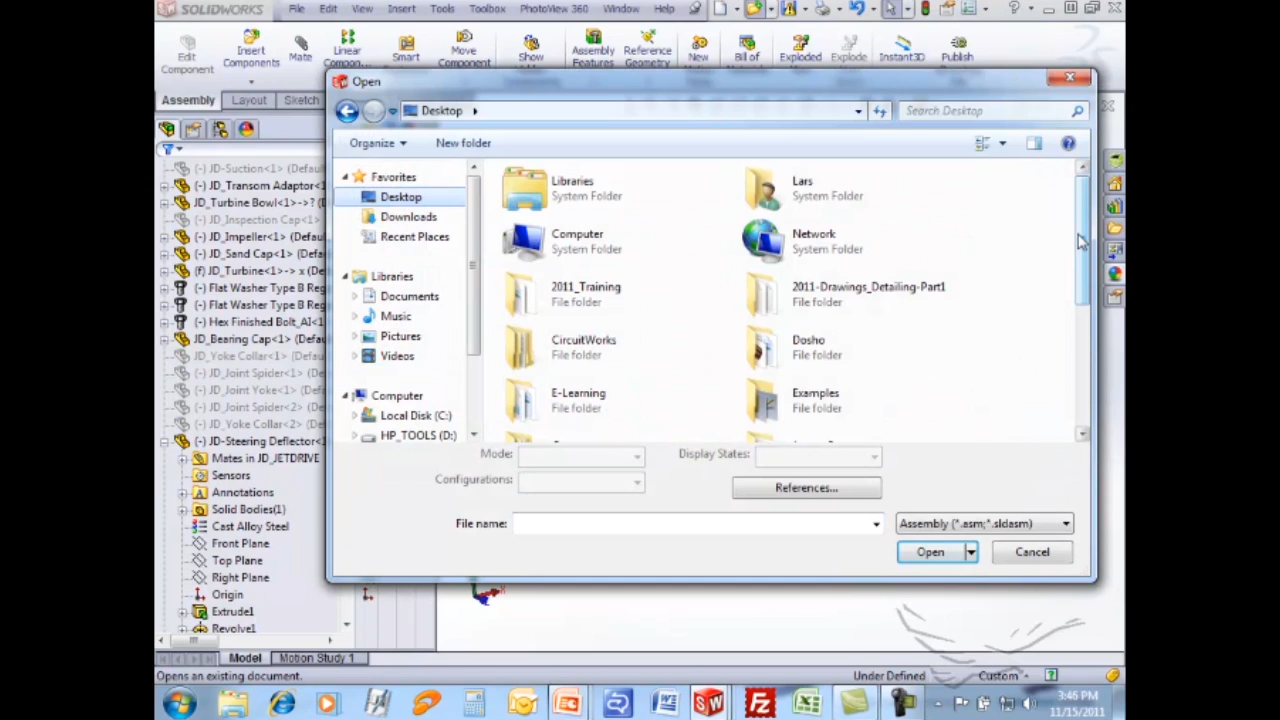 SOLIDWORKS File Edit View Insert Tools Toolbox PhotoView 360 Window Help
Edit Component
Insert Components
Mate
Linear Compon...
Smart
Move Component
Show
Assembly Features
Reference Geometry
New
Bill of
Exploded
Explode
Instant3D
Publish
Assembly Layout Sketch
(-) JD-Suction<1> (Defau
(-) JD_Transom Adaptor<1
JD_Turbine Bowl<1>->? (D
(-) JD_Inspection Cap<1>
(-) JD_Impeller<1> (Defau
(-) JD_Sand Cap<1> (Defau
(f) JD_Turbine<1>-> x (De
(-) Flat Washer Type B Reg
(-) Flat Washer Type B Reg
(-) Hex Finished Bolt_AI<1
JD_Bearing Cap<1> (Defau
(-) JD_Yoke Collar<1> (De
(-) JD_Joint Spider<1> (De
(-) JD_Joint Yoke<1> (Defa
(-) JD_Joint Spider<2> (De
(-) JD_Yoke Collar<2> (De
(-) JD-Steering Deflector<1
Mates in JD_JETDRIVE
Sensors
Annotations
Solid Bodies(1)
Cast Alloy Steel
Front Plane
Top Plane
Right Plane
Origin
Extrude1
Revolve1
Open
Desktop
Search Desktop
Organize New folder
Favorites
Desktop
Downloads
Recent Places
Libraries
Documents
Music
Pictures
Videos
Computer
Local Disk (C:)
HP_TOOLS (D:)
Libraries
System Folder
Lars
System Folder
Computer
System Folder
Network
System Folder
2011_Training
File folder
2011-Drawings_Detailing-Part1
File folder
CircuitWorks
File folder
Dosho
File folder
E-Learning
File folder
Examples
File folder
Mode:
Display States:
Configurations:
References...
File name:
Assembly (*.asm;*.sldasm)
Open Cancel
Model Motion Study 1
Opens an existing document. Under Defined Custom
3:46 PM
11/15/2011